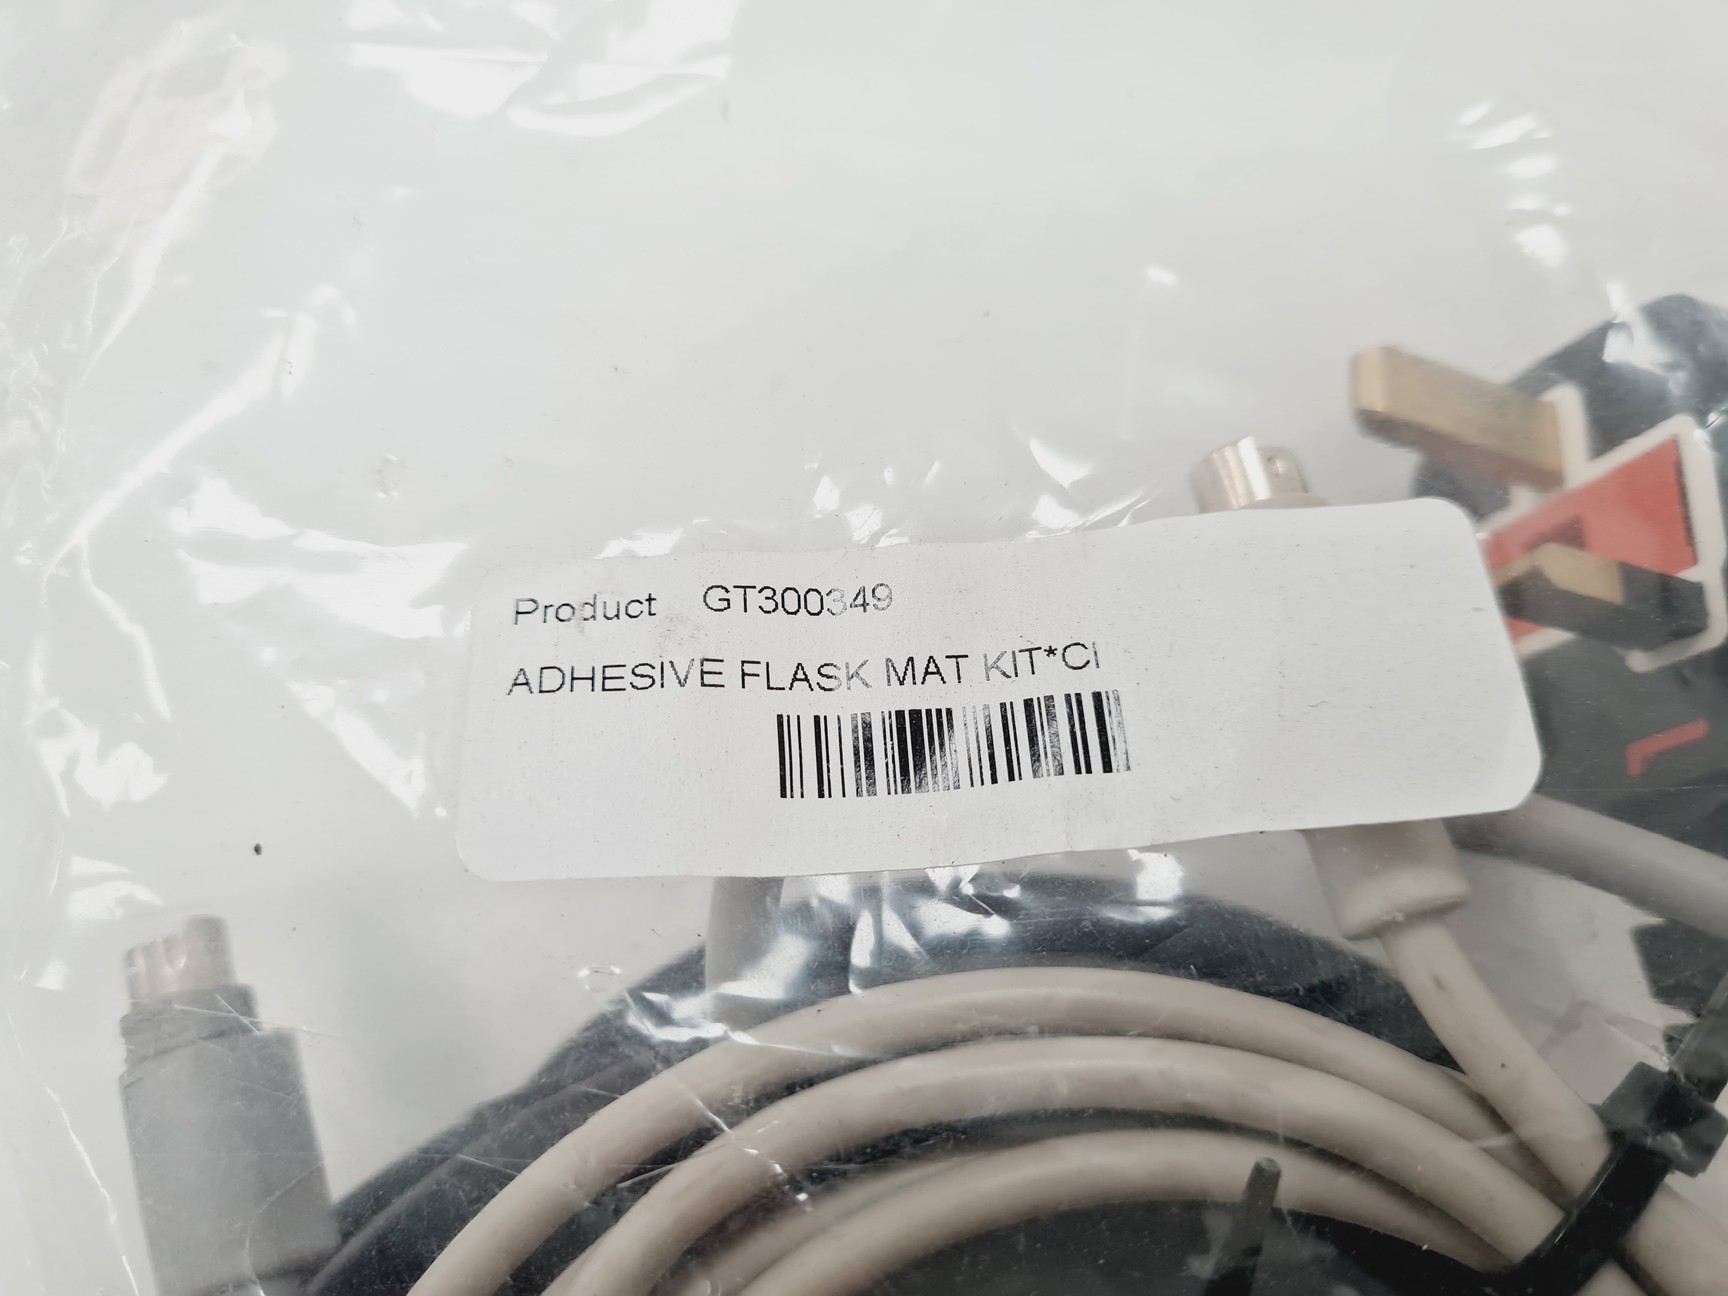 Product GT300349
ADHESIVE FLASK MAT KIT*CI